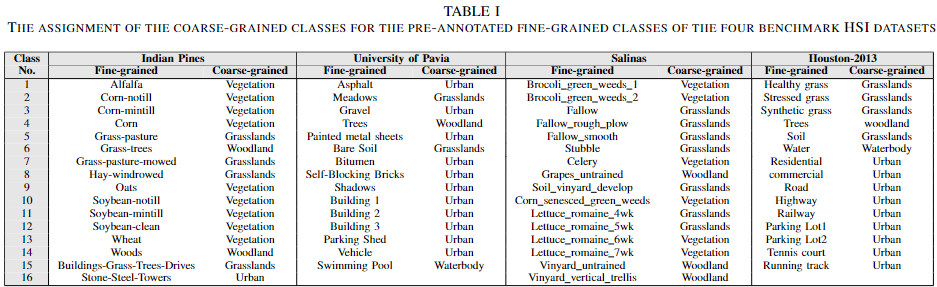 TABLE I
THE ASSIGNMENT OF THE COARSE-GRAINED CLASSES FOR THE PRE-ANNOTATED FINE-GRAINED CLASSES OF THE FOUR BENCHMARK HSI DATASETS
Class Indian Pines University of Pavia Salinas Houston-2013
No. Fine-grained Coarse-grained Fine-grained Coarse-grained Fine-grained Coarse-grained Fine-grained Coarse-grained
1 Alfalfa Vegetation Asphalt Urban Brocoli_green_weeds_1 Vegetation Healthy grass Grasslands
2 Corn-notill Vegetation Meadows Grasslands Brocoli_green_weeds_2 Vegetation Stressed grass Grasslands
3 Corn-mintill Vegetation Gravel Urban Fallow Grasslands Synthetic grass Grasslands
4 Corn Vegetation Trees Woodland Fallow_rough_plow Grasslands Trees woodland
5 Grass-pasture Grasslands Painted metal sheets Urban Fallow_smooth Grasslands Soil Grasslands
6 Grass-trees Woodland Bare Soil Grasslands Stubble Grasslands Water Waterbody
7 Grass-pasture-mowed Grasslands Bitumen Urban Celery Vegetation Residential Urban
8 Hay-windrowed Grasslands Self-Blocking Bricks Urban Grapes_untrained Woodland commercial Urban
9 Oats Vegetation Shadows Urban Soil_vinyard_develop Grasslands Road Urban
10 Soybean-notill Vegetation Building 1 Urban Corn_senesced_green_weeds Vegetation Highway Urban
11 Soybean-mintill Vegetation Building 2 Urban Lettuce_romaine_4wk Grasslands Railway Urban
12 Soybean-clean Vegetation Building 3 Urban Lettuce_romaine_5wk Grasslands Parking Lot1 Urban
13 Wheat Vegetation Parking Shed Urban Lettuce_romaine_6wk Vegetation Parking Lot2 Urban
14 Woods Woodland Vehicle Urban Lettuce_romaine_7wk Vegetation Tennis court Urban
15 Buildings-Grass-Trees-Drives Grasslands Swimming Pool Waterbody Vinyard_untrained Woodland Running track Urban
16 Stone-Steel-Towers Urban Vinyard_vertical_trellis Woodland